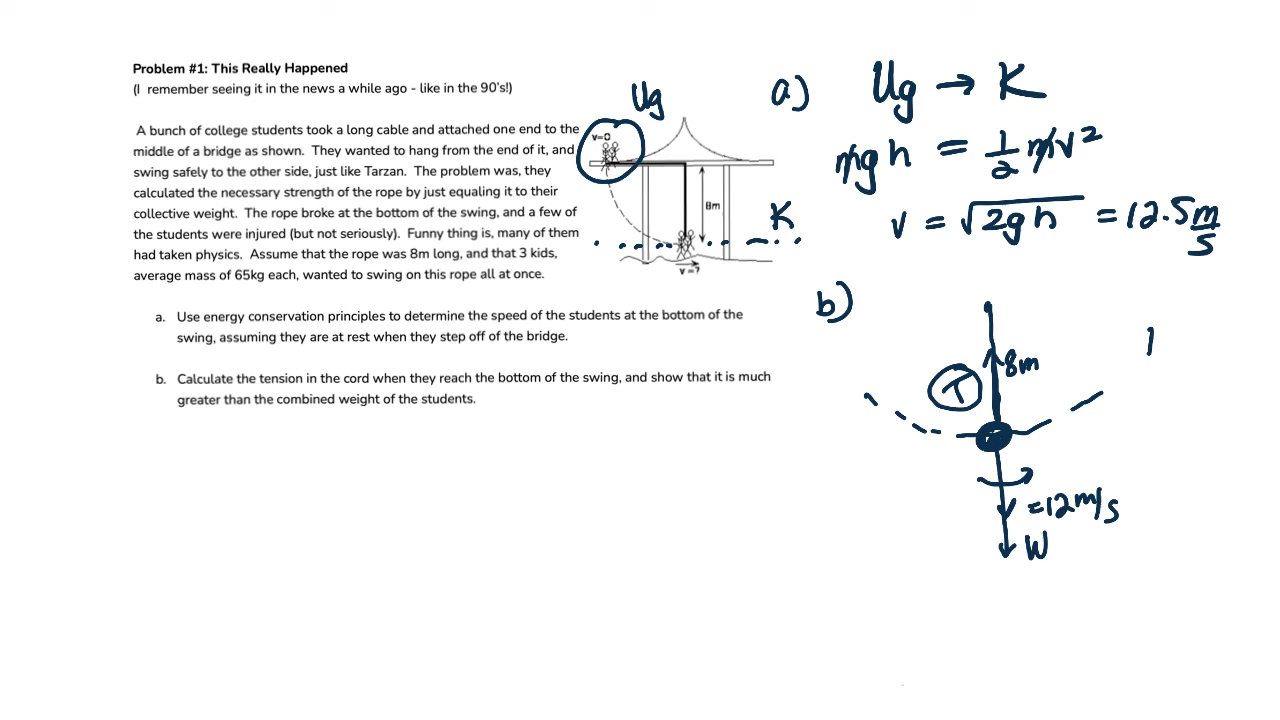 Problem #1: This Really Happened
(I remember seeing it in the news a while ago - like in the 90's!)
A bunch of college students took a long cable and attached one end to the
middle of a bridge as shown. They wanted to hang from the end of it, and
swing safely to the other side, just like Tarzan. The problem was, they
calculated the necessary strength of the rope by just equaling it to their
collective weight. The rope broke at the bottom of the swing, and a few of
the students were injured (but not seriously). Funny thing is, many of them
had taken physics. Assume that the rope was 8m long, and that 3 kids,
average mass of 65kg each, wanted to swing on this rope all at once.
a. Use energy conservation principles to determine the speed of the students at the bottom of the
swing, assuming they are at rest when they step off of the bridge.
b. Calculate the tension in the cord when they reach the bottom of the swing, and show that it is much
greater than the combined weight of the students.
Ug
v=0
8m
K
v=?
a) Ug → K
mgh = 1/2 mv²
v = √2gh = 12.5 m/s
b)
8m
T
=12m/s
W